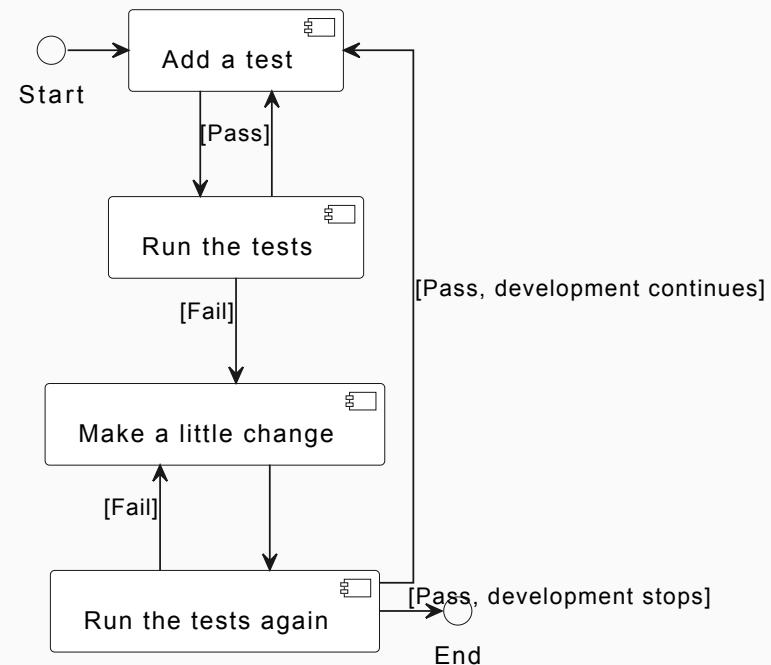 Add a test
Start
[Pass]
Run the tests
[Pass, development continues]
[Fail]
Make a little change
[Fail]
[Pass, development stops]
Run the tests again
End